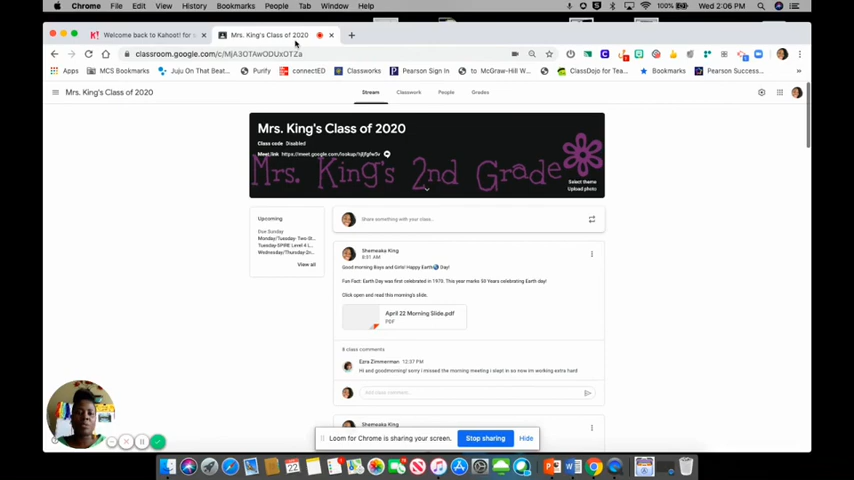 Chrome File Edit View History Bookmarks People Tab Window Help
Wed 2:06 PM
Welcome back to Kahoot! for
Mrs. King's Class of 2020
Apps MCS Bookmarks Juju On That Beat... Purify connectED Classworks Pearson Sign In to McGraw-Hill W... ClassDojo for Tea... Bookmarks Pearson Success...
Mrs. King's Class of 2020
Stream Classwork People Grades
Mrs. King's Class of 2020
Class code Disabled
Meet link
Mrs. King's 2nd Grade
Select theme
Upload photo
Upcoming
Due Sunday
Monday/Tuesday: Two-St...
Tuesday-SPIRE Level 4 L...
Wednesday/Thursday-2n...
View all
Share something with your class...
Shemeaka King
8:01 AM
Good morning Boys and Girls! Happy Earth🌎 Day!
Fun Fact: Earth Day was first celebrated in 1970. This year marks 50 Years celebrating Earth day!
Click open and read this morning's slide.
April 22 Morning Slide.pdf
PDF
8 class comments
Ezra Zimmerman 12:37 PM
Hi and goodmorning! sorry i missed the morning meeting i slept in so now im working extra hard
Add class comment...
Shemeaka King
Loom for Chrome is sharing your screen.
Stop sharing
Hide